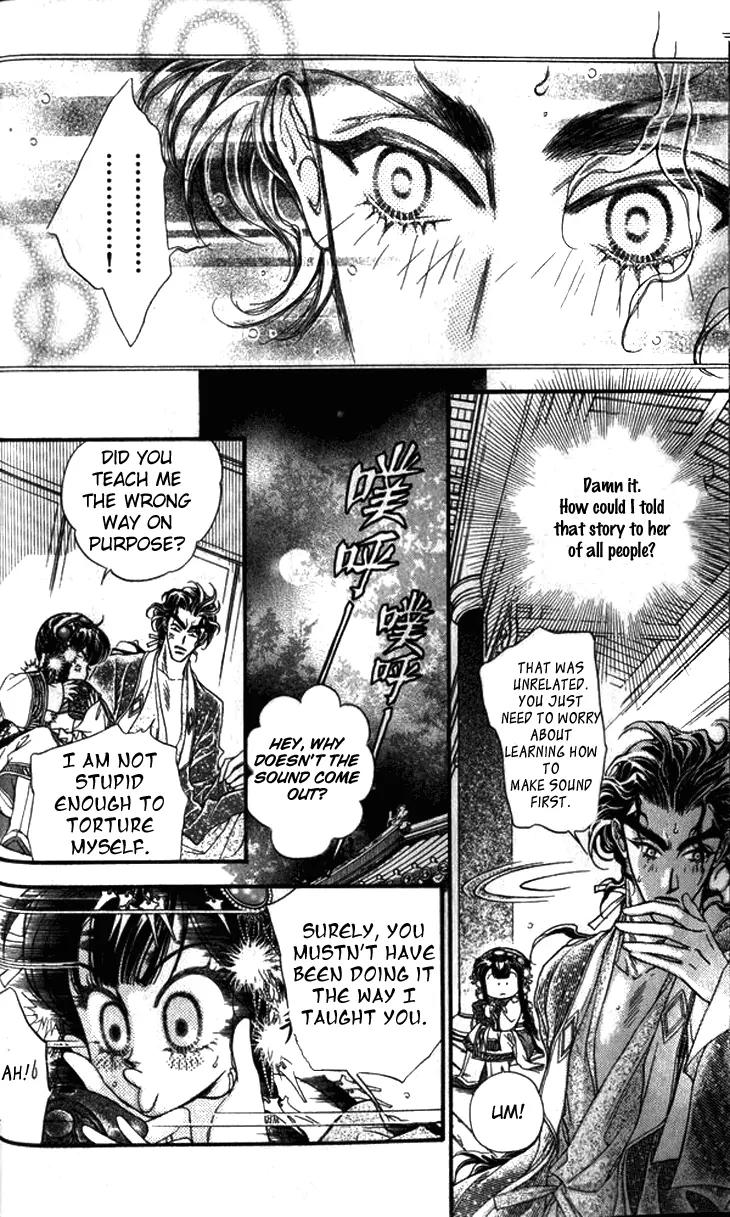 .......!
Damn it.
How could I told
that story to her
of all people?
THAT WAS
UNRELATED.
YOU JUST
NEED TO WORRY
ABOUT
LEARNING HOW
TO
MAKE SOUND
FIRST.
UM!
噗
呼
噗
呼
HEY, WHY
DOESN'T THE
SOUND COME
OUT?
DID YOU
TEACH ME
THE WRONG
WAY ON
PURPOSE?
I AM NOT
STUPID
ENOUGH TO
TORTURE
MYSELF.
SURELY, YOU
MUSTN'T HAVE
BEEN DOING IT
THE WAY I
TAUGHT YOU.
AH!